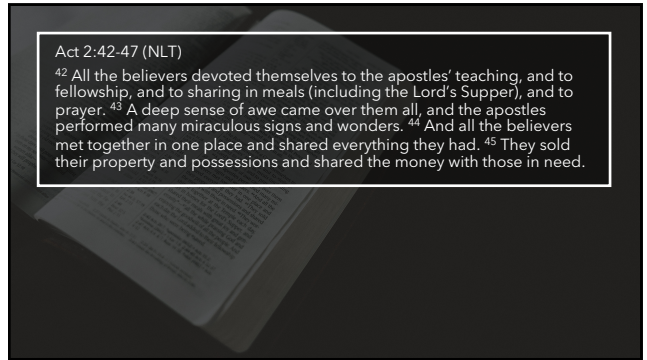 Act 2:42-47 (NLT)
⁴² All the believers devoted themselves to the apostles’ teaching, and to
fellowship, and to sharing in meals (including the Lord’s Supper), and to
prayer. ⁴³ A deep sense of awe came over them all, and the apostles
performed many miraculous signs and wonders. ⁴⁴ And all the believers
met together in one place and shared everything they had. ⁴⁵ They sold
their property and possessions and shared the money with those in need.